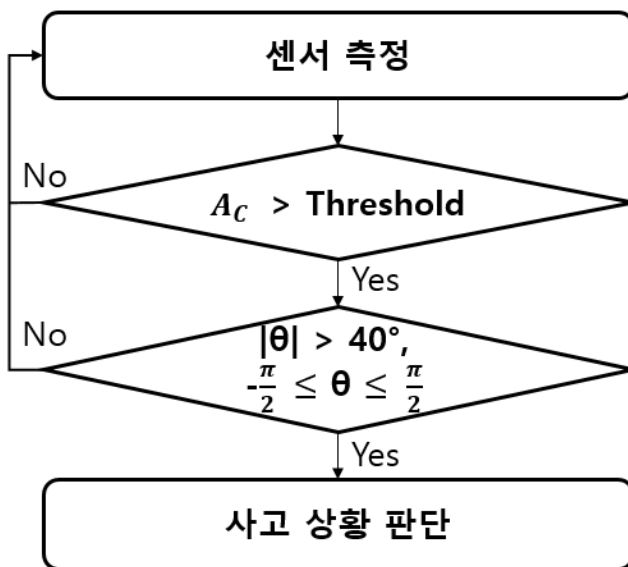 센서 측정
No
A_C > Threshold
Yes
No
|θ| > 40°,
-π/2 ≤ θ ≤ π/2
Yes
사고 상황 판단